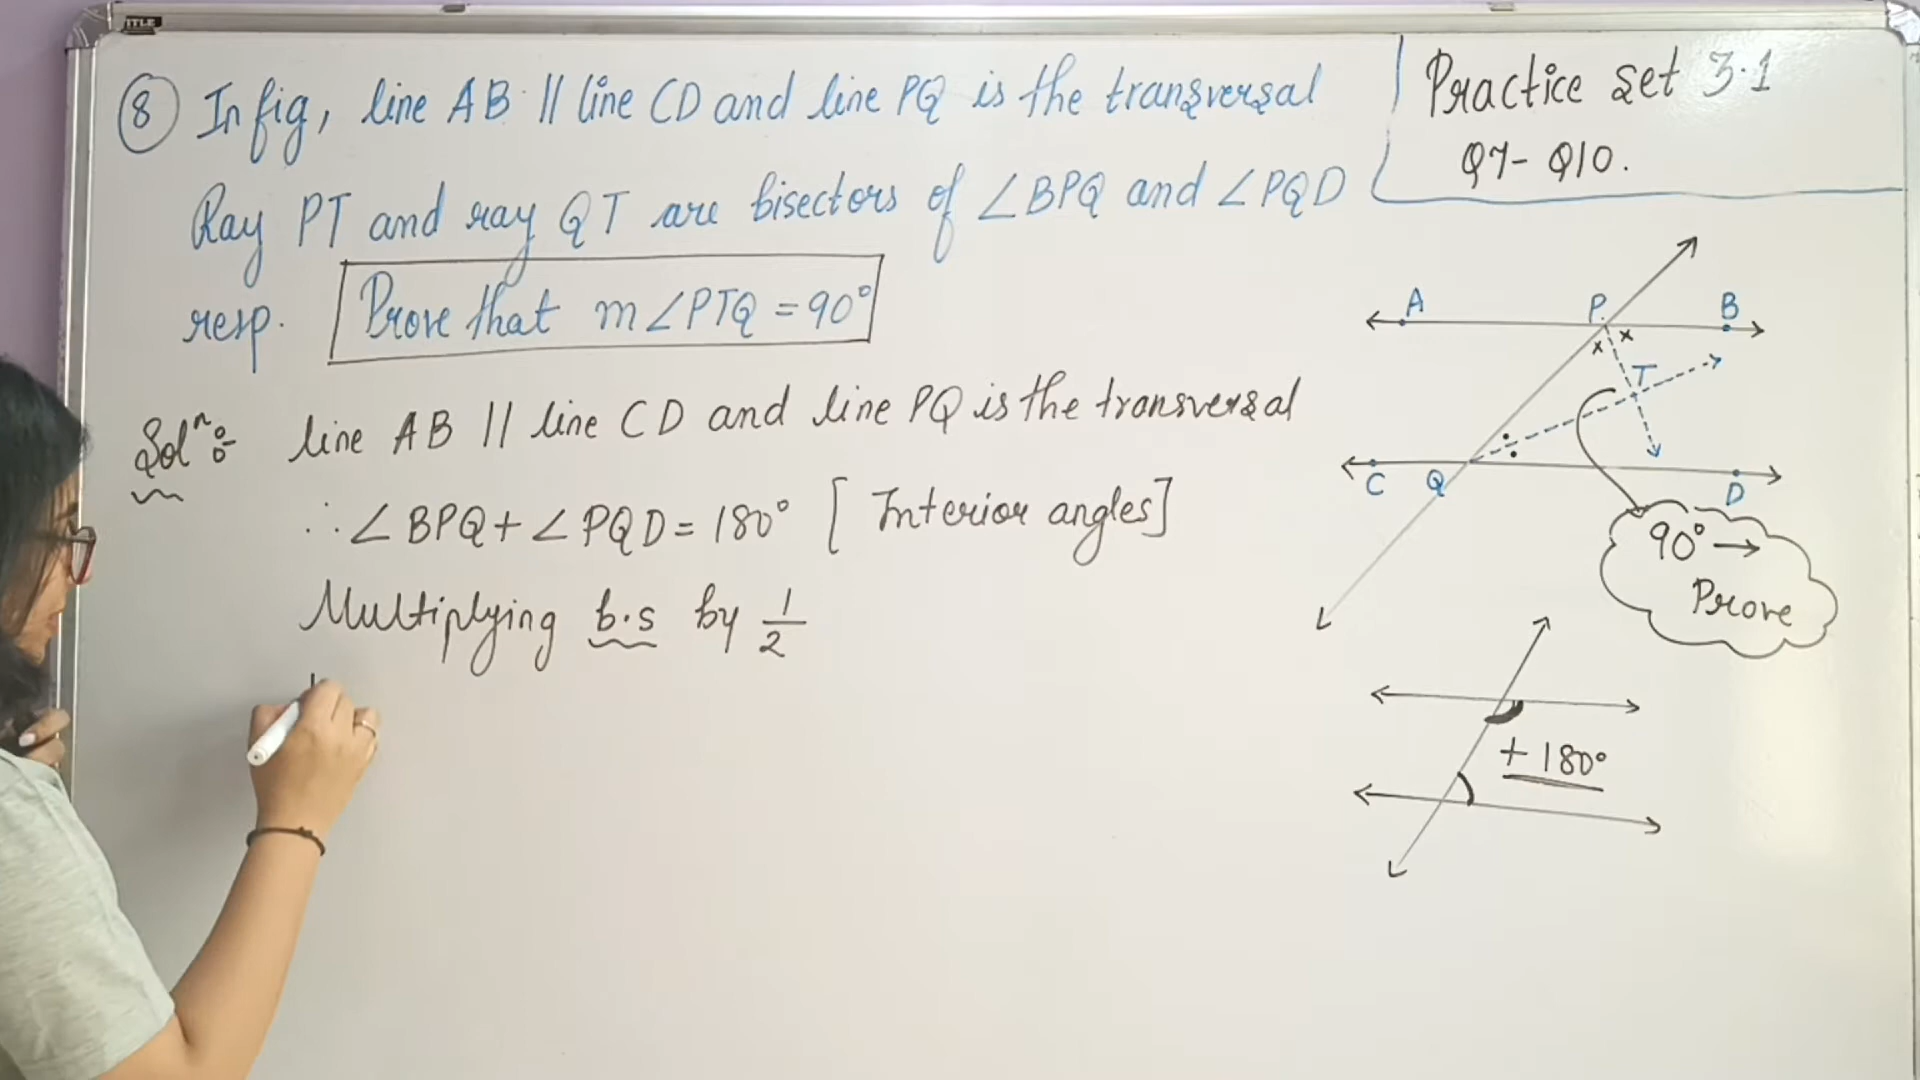 ⑧ In fig, line AB || line CD and line PQ is the transversal
Ray PT and ray QT are bisectors of ∠BPQ and ∠PQD
resp. Prove that m∠PTQ = 90°
Practice set 3.1
Q7- Q10.
Solⁿ: line AB || line CD and line PQ is the transversal
∴ ∠BPQ + ∠PQD = 180° [Interior angles]
Multiplying b.s by 1/2
A P B
x x
T
C Q D
90° →
Prove
+ 180°